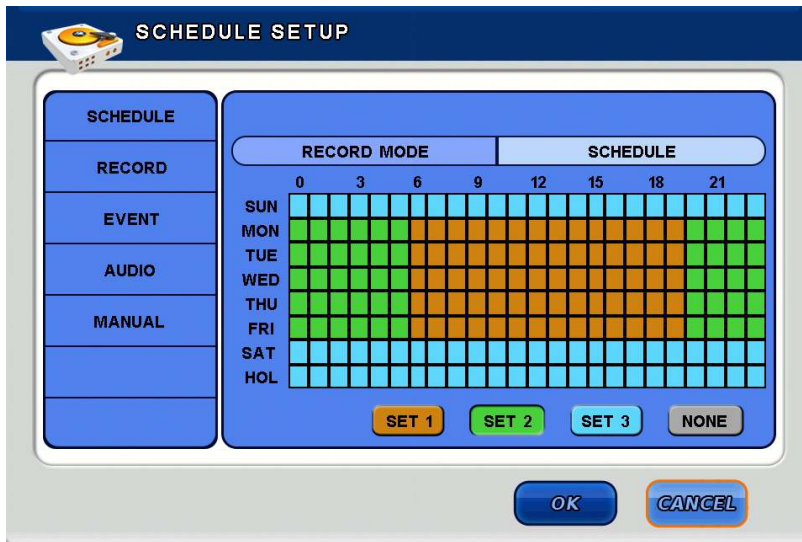 SCHEDULE SETUP
SCHEDULE
RECORD
EVENT
AUDIO
MANUAL
RECORD MODE SCHEDULE
0 3 6 9 12 15 18 21
SUN
MON
TUE
WED
THU
FRI
SAT
HOL
SET 1 SET 2 SET 3 NONE
OK CANCEL